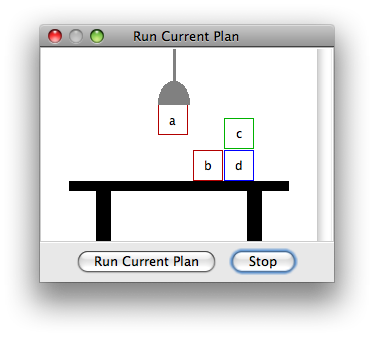 Run Current Plan
a
c
b d
Run Current Plan Stop